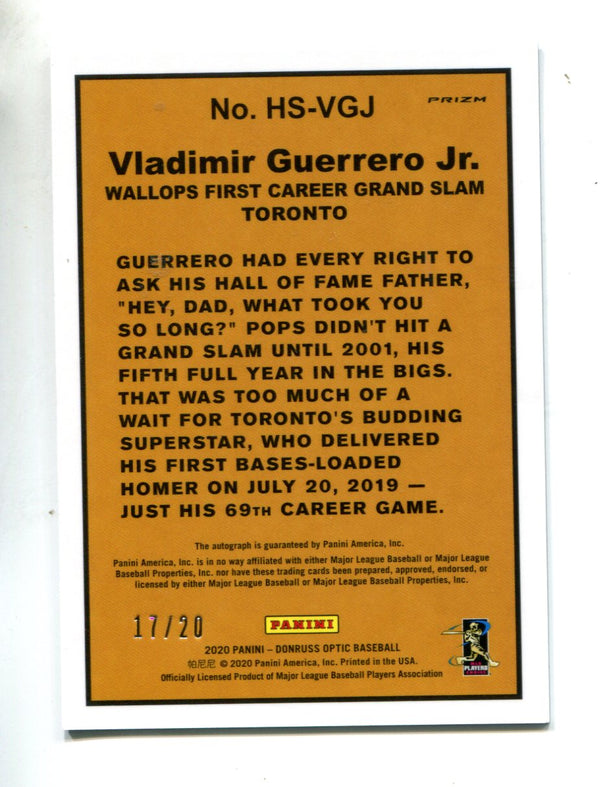 No. HS-VGJ
PRIZM
Vladimir Guerrero Jr.
WALLOPS FIRST CAREER GRAND SLAM
TORONTO
GUERRERO HAD EVERY RIGHT TO
ASK HIS HALL OF FAME FATHER,
"HEY, DAD, WHAT TOOK YOU
SO LONG?" POPS DIDN'T HIT A
GRAND SLAM UNTIL 2001, HIS
FIFTH FULL YEAR IN THE BIGS.
THAT WAS TOO MUCH OF A
WAIT FOR TORONTO'S BUDDING
SUPERSTAR, WHO DELIVERED
HIS FIRST BASES-LOADED
HOMER ON JULY 20, 2019 —
JUST HIS 69TH CAREER GAME.
The autograph is guaranteed by Panini America, Inc.
Panini America, Inc. is in no way affiliated with either Major League Baseball or Major League
Baseball Properties, Inc. nor have these trading cards been prepared, approved, endorsed, or
licensed by either Major League Baseball or Major League Baseball Properties, Inc.
17/20
PANINI
2020 PANINI – DONRUSS OPTIC BASEBALL
帕尼尼 © 2020 Panini America, Inc. Printed in the USA.
Officially Licensed Product of Major League Baseball Players Association
PLAYERS